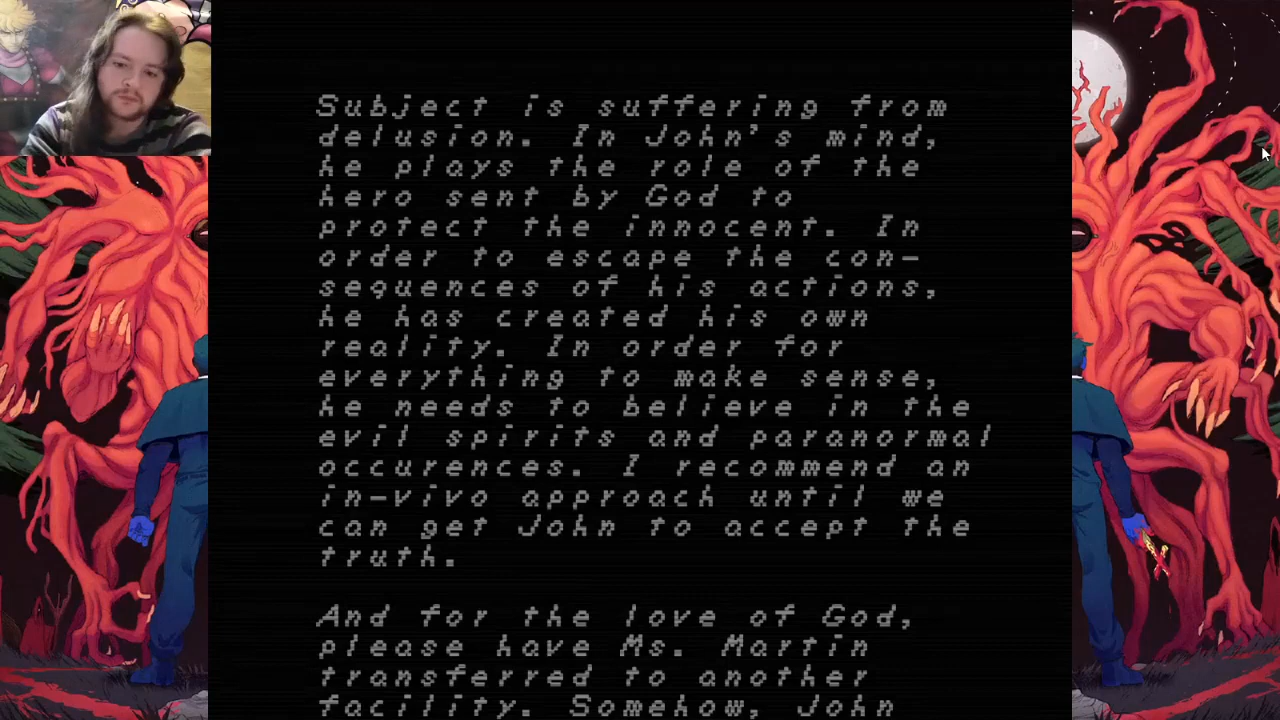 Subject is suffering from
delusion. In John's mind,
he plays the role of the
hero sent by God to
protect the innocent. In
order to escape the con-
sequences of his actions,
he has created his own
reality. In order for
everything to make sense,
he needs to believe in the
evil spirits and paranormal
occurences. I recommend an
in-vivo approach until we
can get John to accept the
truth.
And for the love of God,
please have Ms. Martin
transferred to another
facility. Somehow, John